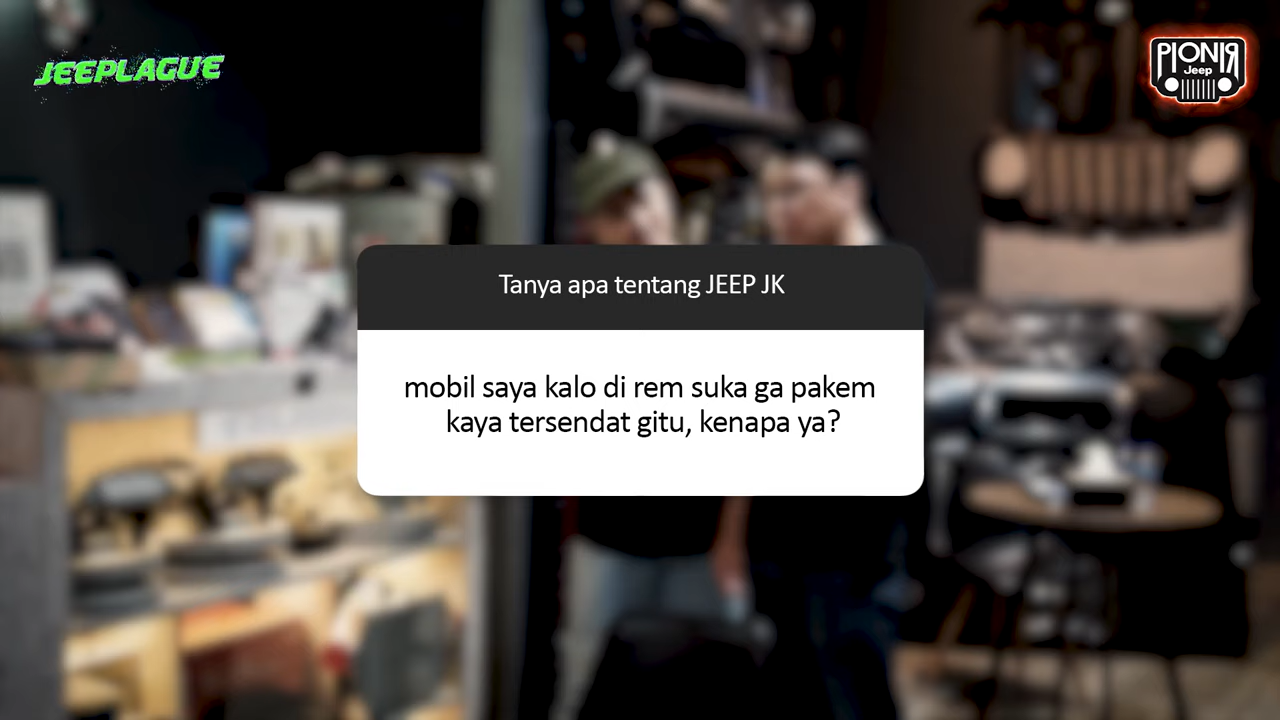 JEEPLAGUE
PIONIR
Jeep
Tanya apa tentang JEEP JK
mobil saya kalo di rem suka ga pakem
kaya tersendat gitu, kenapa ya?